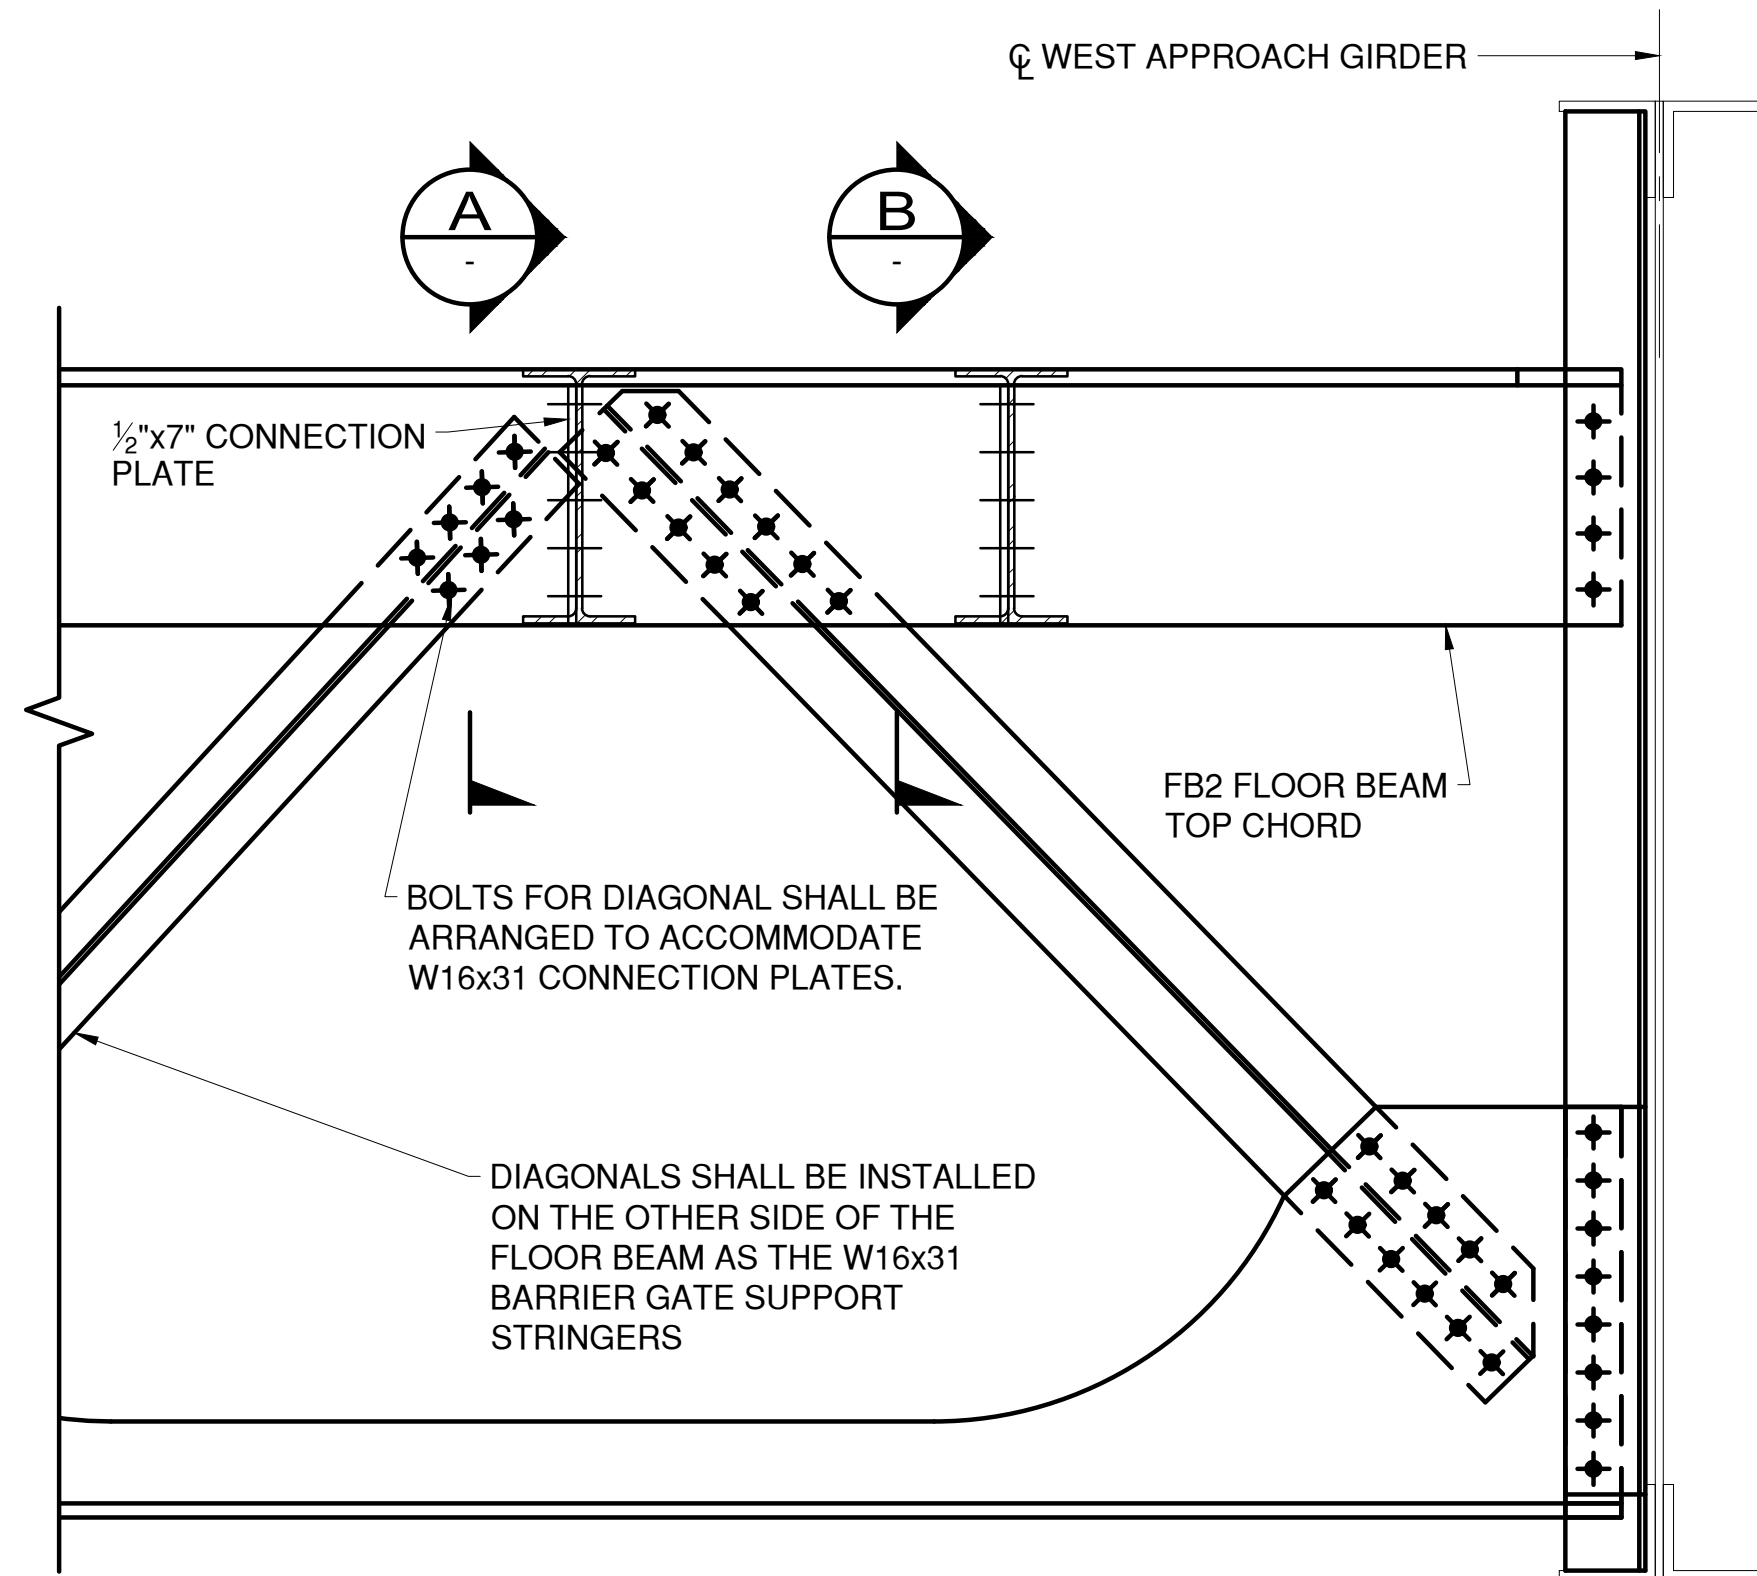 ℄ WEST APPROACH GIRDER
A
-
B
-
½"x7" CONNECTION
PLATE
FB2 FLOOR BEAM
TOP CHORD
BOLTS FOR DIAGONAL SHALL BE
ARRANGED TO ACCOMMODATE
W16x31 CONNECTION PLATES.
DIAGONALS SHALL BE INSTALLED
ON THE OTHER SIDE OF THE
FLOOR BEAM AS THE W16x31
BARRIER GATE SUPPORT
STRINGERS